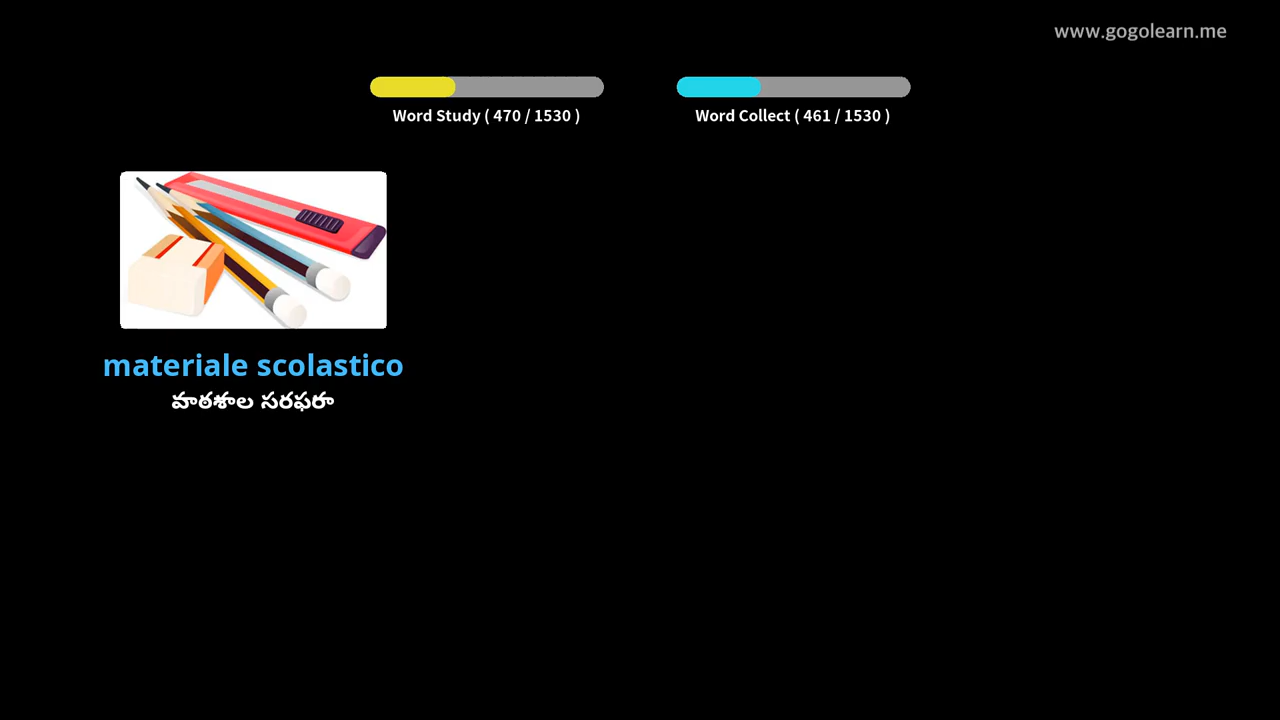 www.gogolearn.me
Word Study ( 470 / 1530 )
Word Collect ( 461 / 1530 )
materiale scolastico
పాఠశాల సరఫరా